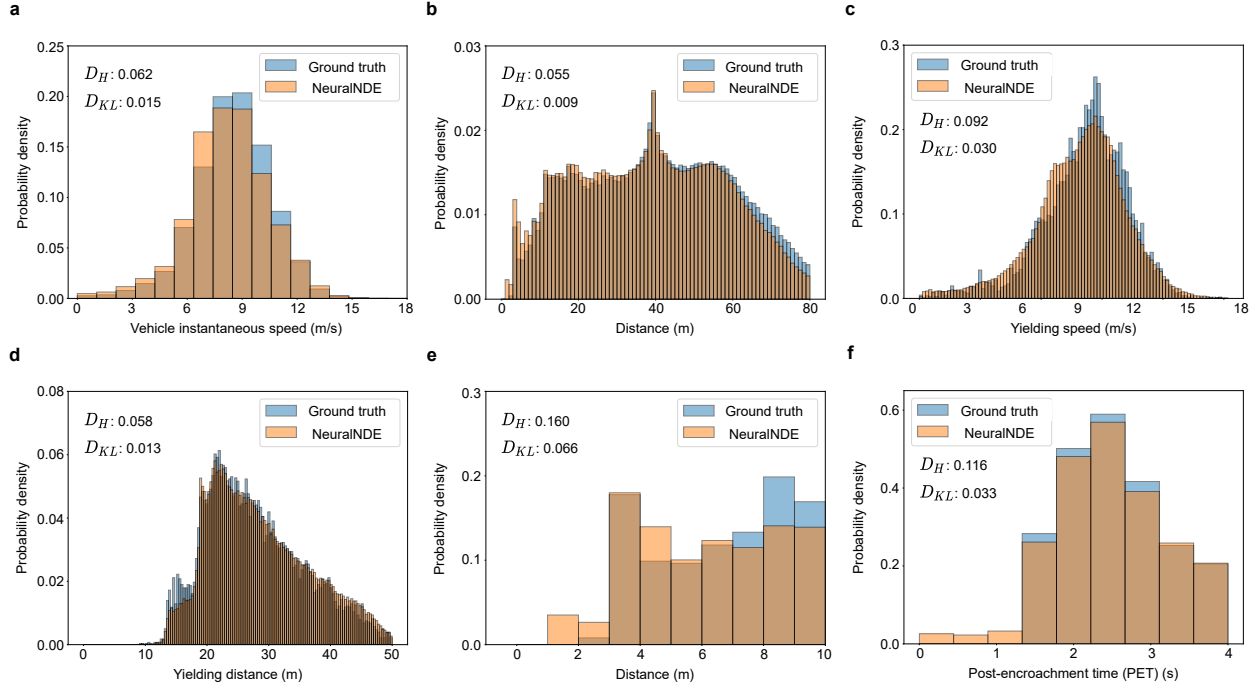 a
0.25
0.20
0.15
0.10
0.05
0.00
Probability density
D_H: 0.062
D_KL: 0.015
Ground truth
NeuralNDE
0 3 6 9 12 15 18
Vehicle instantaneous speed (m/s)
b
0.03
0.02
0.01
0.00
Probability density
D_H: 0.055
D_KL: 0.009
Ground truth
NeuralNDE
0 20 40 60 80
Distance (m)
c
0.3
0.2
0.1
0.0
Probability density
D_H: 0.092
D_KL: 0.030
Ground truth
NeuralNDE
0 3 6 9 12 15 18
Yielding speed (m/s)
d
0.08
0.06
0.04
0.02
0.00
Probability density
D_H: 0.058
D_KL: 0.013
Ground truth
NeuralNDE
0 10 20 30 40 50
Yielding distance (m)
e
0.3
0.2
0.1
0.0
Probability density
D_H: 0.160
D_KL: 0.066
Ground truth
NeuralNDE
0 2 4 6 8 10
Distance (m)
f
0.6
0.4
0.2
0.0
Probability density
Ground truth
NeuralNDE
D_H: 0.116
D_KL: 0.033
0 1 2 3 4
Post-encroachment time (PET) (s)